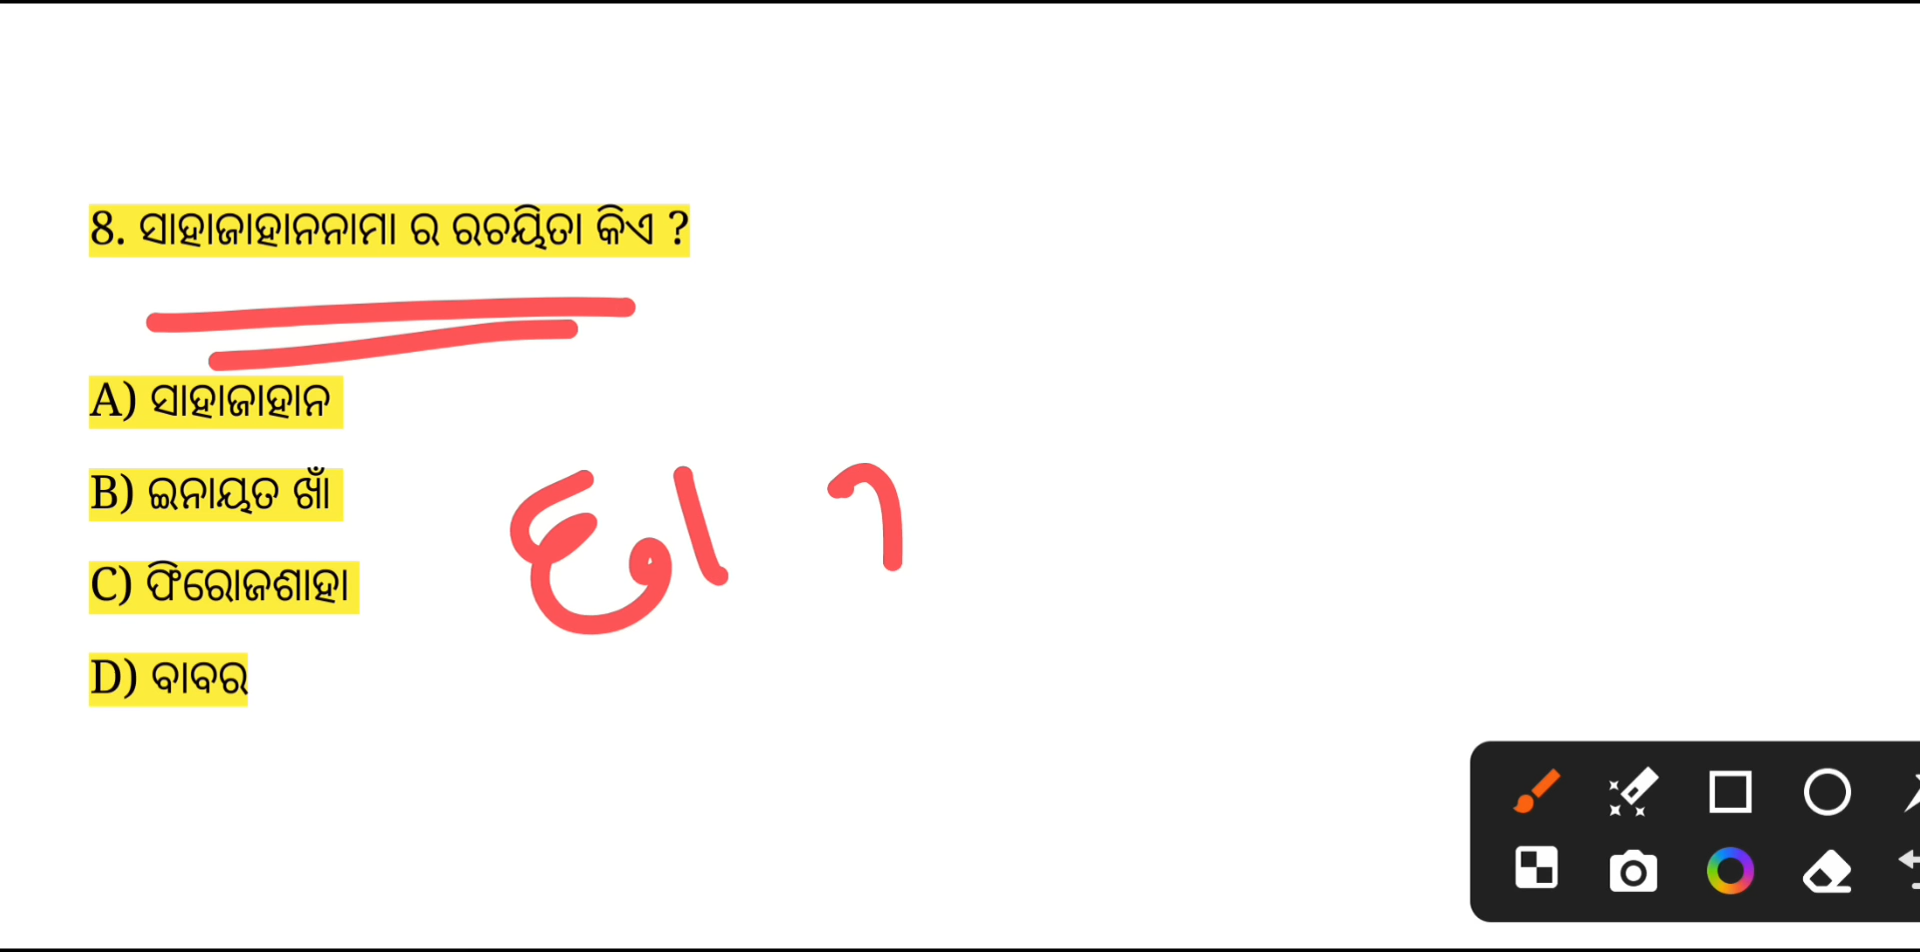 8. ସାହାଜାହାନନାମା ର ରଚୟିତା କିଏ ?
A) ସାହାଜାହାନ
B) ଇନାୟତ ଖାଁ
C) ଫିରୋଜଶାହା
D) ବାବର